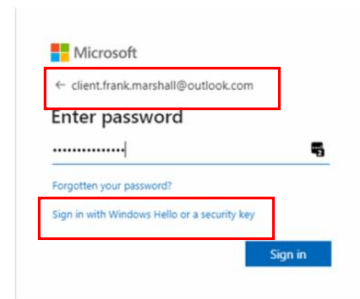 Microsoft
← client.frank.marshall@outlook.com
Enter password
•••••••••••••••
Forgotten your password?
Sign in with Windows Hello or a security key
Sign in